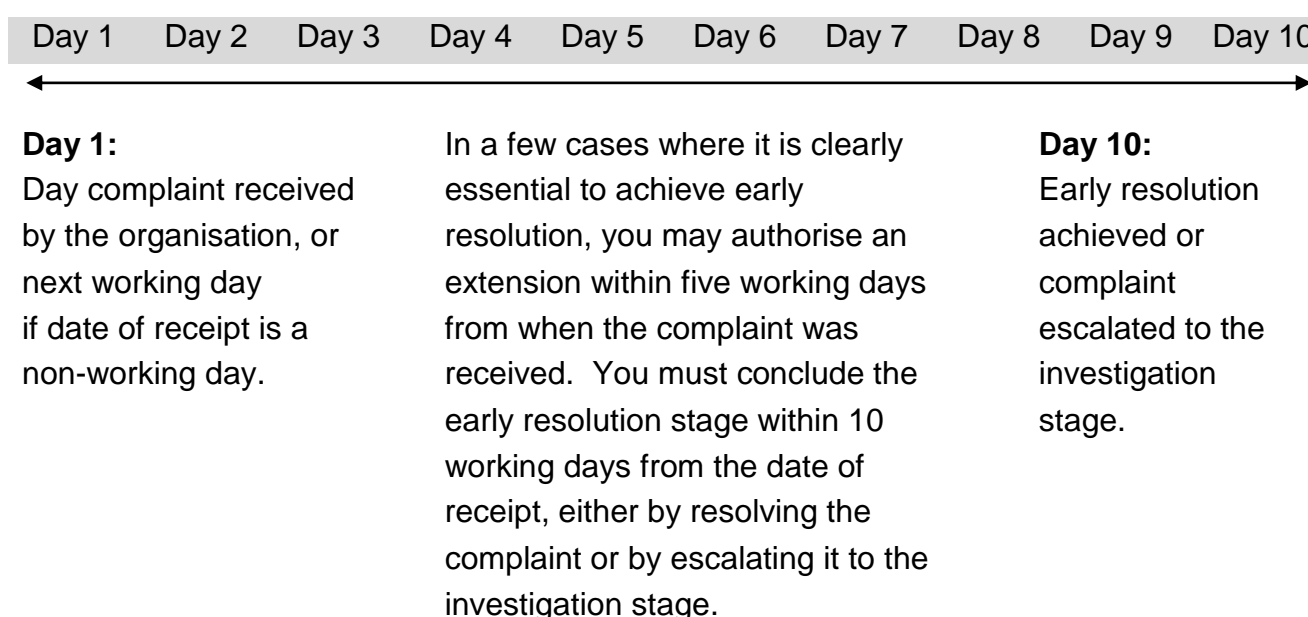 Day 1 Day 2 Day 3 Day 4 Day 5 Day 6 Day 7 Day 8 Day 9 Day 10
Day 1:
Day complaint received
by the organisation, or
next working day
if date of receipt is a
non-working day.
In a few cases where it is clearly
essential to achieve early
resolution, you may authorise an
extension within five working days
from when the complaint was
received.  You must conclude the
early resolution stage within 10
working days from the date of
receipt, either by resolving the
complaint or by escalating it to the
investigation stage.
Day 10:
Early resolution
achieved or
complaint
escalated to the
investigation
stage.